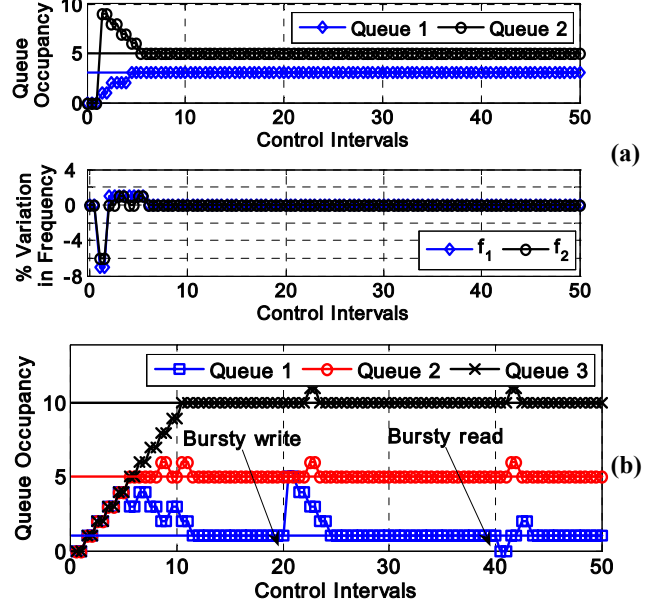 10
5
0
Queue Occupancy
Queue 1 Queue 2
0 10 20 30 40 50
Control Intervals
(a)
4
0
-4
-8
% Variation in Frequency
f1 f2
0 10 20 30 40 50
Control Intervals
Queue 1 Queue 2 Queue 3
10
5
0
Queue Occupancy
Bursty write
Bursty read
(b)
0 10 20 30 40 50
Control Intervals